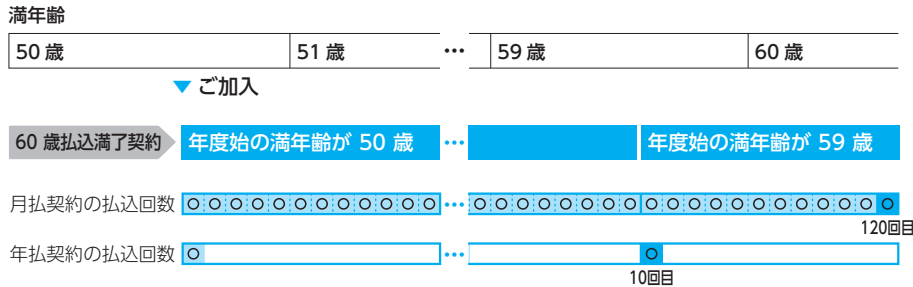 満年齢
50 歳 51 歳 … 59 歳 60 歳
▼ ご加入
60 歳払込満了契約 年度始の満年齢が 50 歳 … 年度始の満年齢が 59 歳
月払契約の払込回数 ○○○○○○○○○○○○…○○○○○○○○○○○○○○○○○○○○
120回目
年払契約の払込回数 ○ … ○
10回目